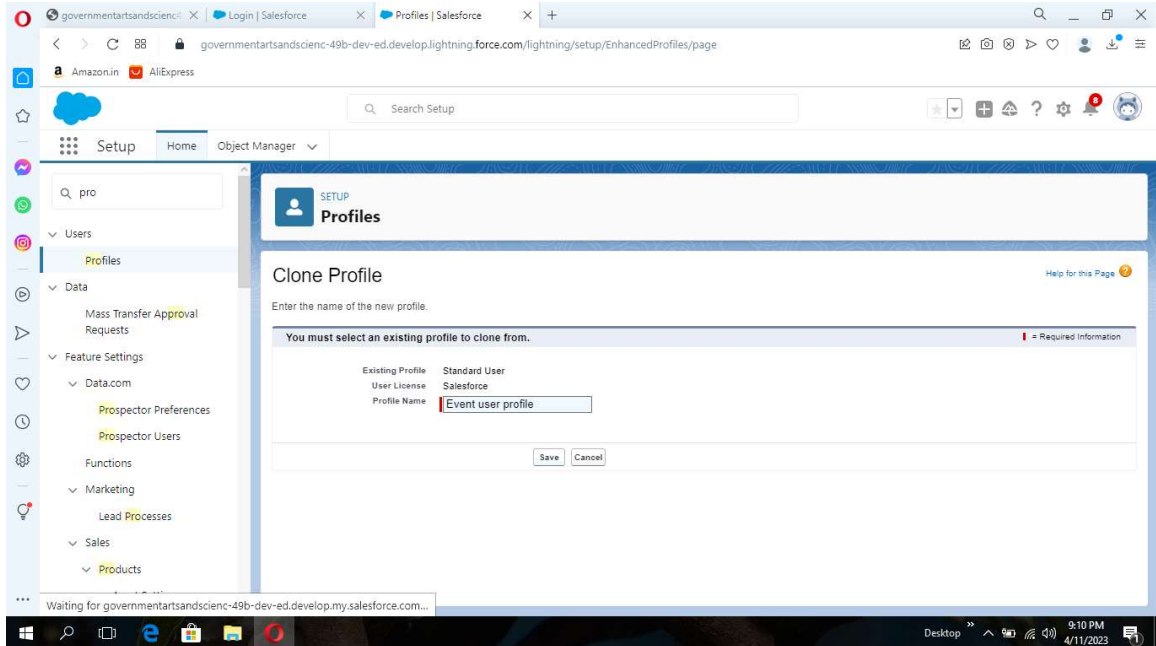 governmentartsandscienc
Login | Salesforce
Profiles | Salesforce
governmentartsandscienc-49b-dev-ed.develop.lightning.force.com/lightning/setup/EnhancedProfiles/page
a Amazon.in AliExpress
Search Setup
8
Setup Home Object Manager
pro
SETUP
Profiles
Users
Profiles
Data
Mass Transfer Approval
Requests
Feature Settings
Data.com
Prospector Preferences
Prospector Users
Functions
Marketing
Lead Processes
Sales
Products
Clone Profile
Help for this Page
Enter the name of the new profile.
You must select an existing profile to clone from.
= Required Information
Existing Profile Standard User
User License Salesforce
Profile Name Event user profile
Save Cancel
Waiting for governmentartsandscienc-49b-dev-ed.develop.my.salesforce.com...
Desktop
9:10 PM
4/11/2023